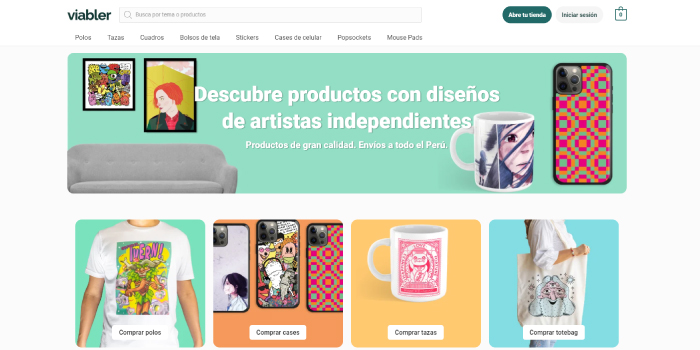 viabler
Busca por tema o productos
Abre tu tienda
Iniciar sesión
0
Polos
Tazas
Cuadros
Bolsos de tela
Stickers
Cases de celular
Popsockets
Mouse Pads
Descubre productos con diseños
de artistas independientes
Productos de gran calidad. Envíos a todo el Perú.
Comprar polos
Comprar cases
Comprar tazas
Comprar totebag